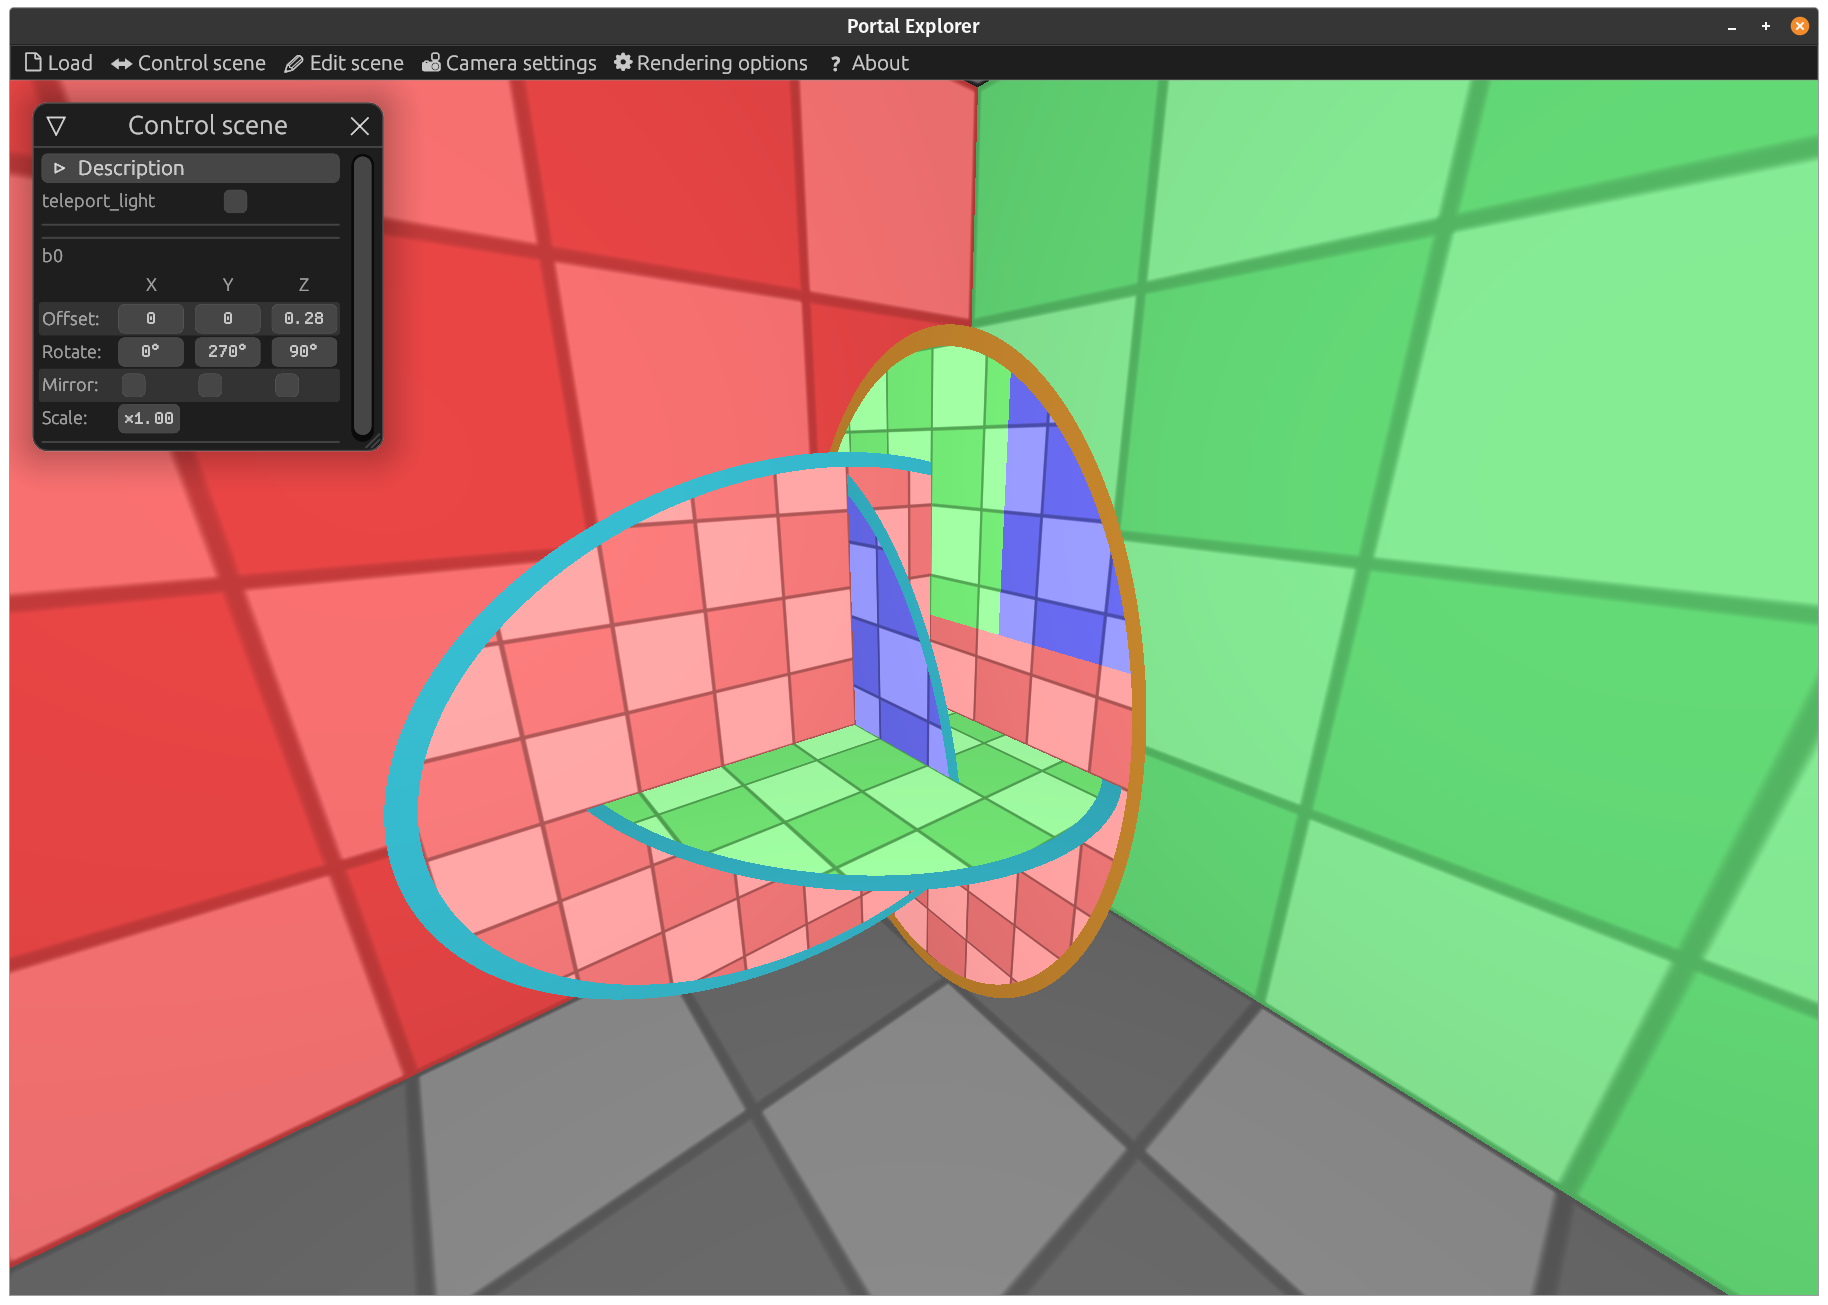 Portal Explorer
Load Control scene Edit scene Camera settings Rendering options ? About
Control scene
Description
teleport_light
b0
X Y Z
Offset: 0 0 0.28
Rotate: 0° 270° 90°
Mirror:
Scale: ×1.00